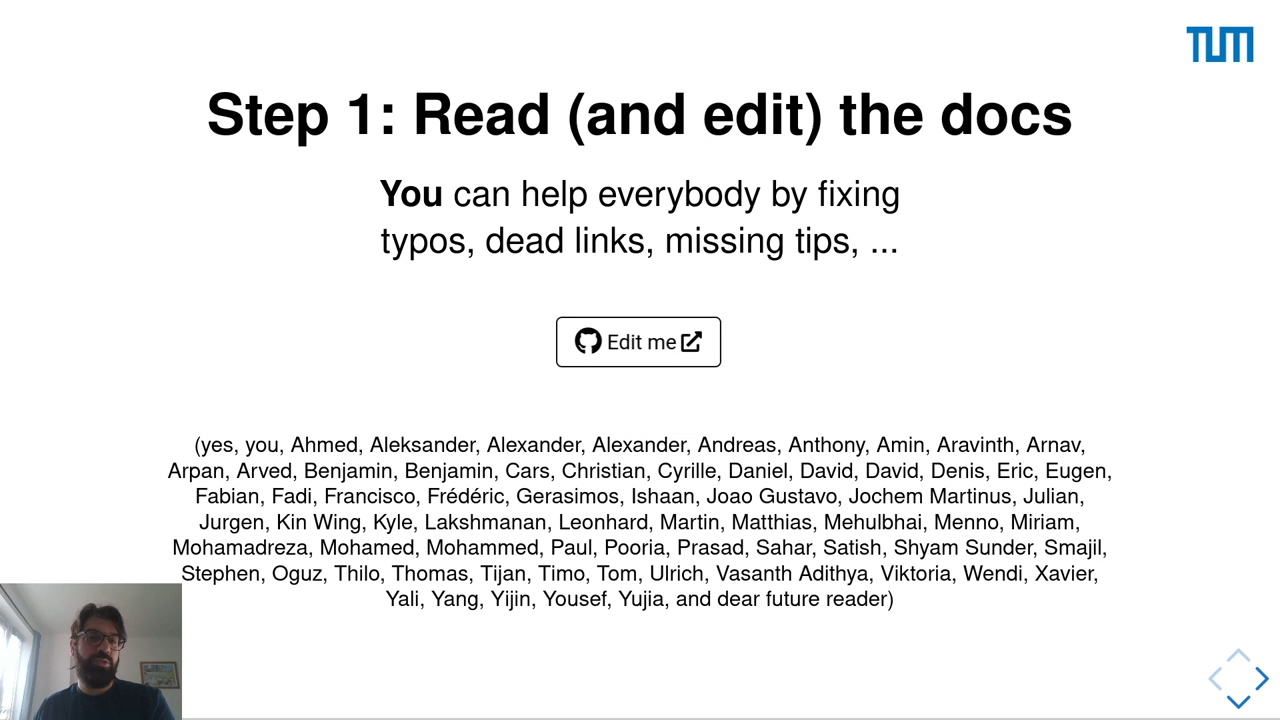 TUM
Step 1: Read (and edit) the docs
You can help everybody by fixing
typos, dead links, missing tips, ...
Edit me
(yes, you, Ahmed, Aleksander, Alexander, Alexander, Andreas, Anthony, Amin, Aravinth, Arnav,
Arpan, Arved, Benjamin, Benjamin, Cars, Christian, Cyrille, Daniel, David, David, Denis, Eric, Eugen,
Fabian, Fadi, Francisco, Frédéric, Gerasimos, Ishaan, Joao Gustavo, Jochem Martinus, Julian,
Jurgen, Kin Wing, Kyle, Lakshmanan, Leonhard, Martin, Matthias, Mehulbhai, Menno, Miriam,
Mohamadreza, Mohamed, Mohammed, Paul, Pooria, Prasad, Sahar, Satish, Shyam Sunder, Smajil,
Stephen, Oguz, Thilo, Thomas, Tijan, Timo, Tom, Ulrich, Vasanth Adithya, Viktoria, Wendi, Xavier,
Yali, Yang, Yijin, Yousef, Yujia, and dear future reader)